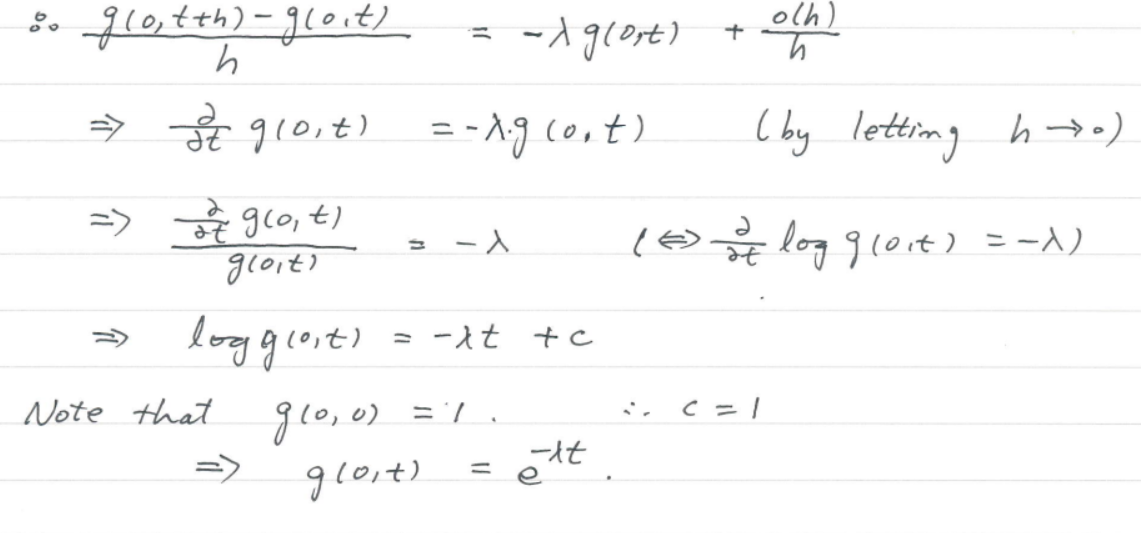 ∴ g(0,t+h) - g(0,t) / h = -λ g(0,t) + o(h)/h
⇒ ∂/∂t g(0,t) = -λ·g(0,t) (by letting h→0)
⇒ ∂/∂t g(0,t) / g(0,t) = -λ (⇔ ∂/∂t log g(0,t) = -λ)
⇒ log g(0,t) = -λt + c
Note that g(0,0) = 1. ∴ c = 1
⇒ g(0,t) = e^{-λt}.